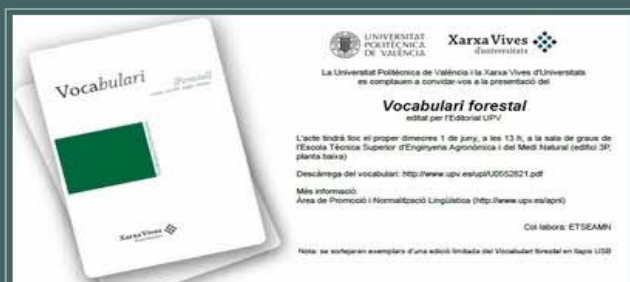 Vocabulari
(Forestal)
Xarxa Vives
d'universitats
UNIVERSITAT
POLITÈCNICA
DE VALÈNCIA
Xarxa Vives
d'universitats
La Universitat Politècnica de València i la Xarxa Vives d'Universitats
es complauen a convidar-vos a la presentació del
Vocabulari forestal
editat per l'Editorial UPV
L'acte tindrà lloc el proper dimecres 1 de juny, a les 13 h, a la sala de graus de
l'Escola Tècnica Superior d'Enginyeria Agronòmica i del Medi Natural (edifici 3P,
planta baixa)
Descàrrega del vocabulari: http://www.upv.es/upl/U0552821.pdf
Més informació:
Àrea de Promoció i Normalització Lingüística (http://www.upv.es/apnl)
Col·labora: ETSEAMN
Nota: se sortejaran exemplars d'una edició limitada del Vocabulari forestal en llapis USB